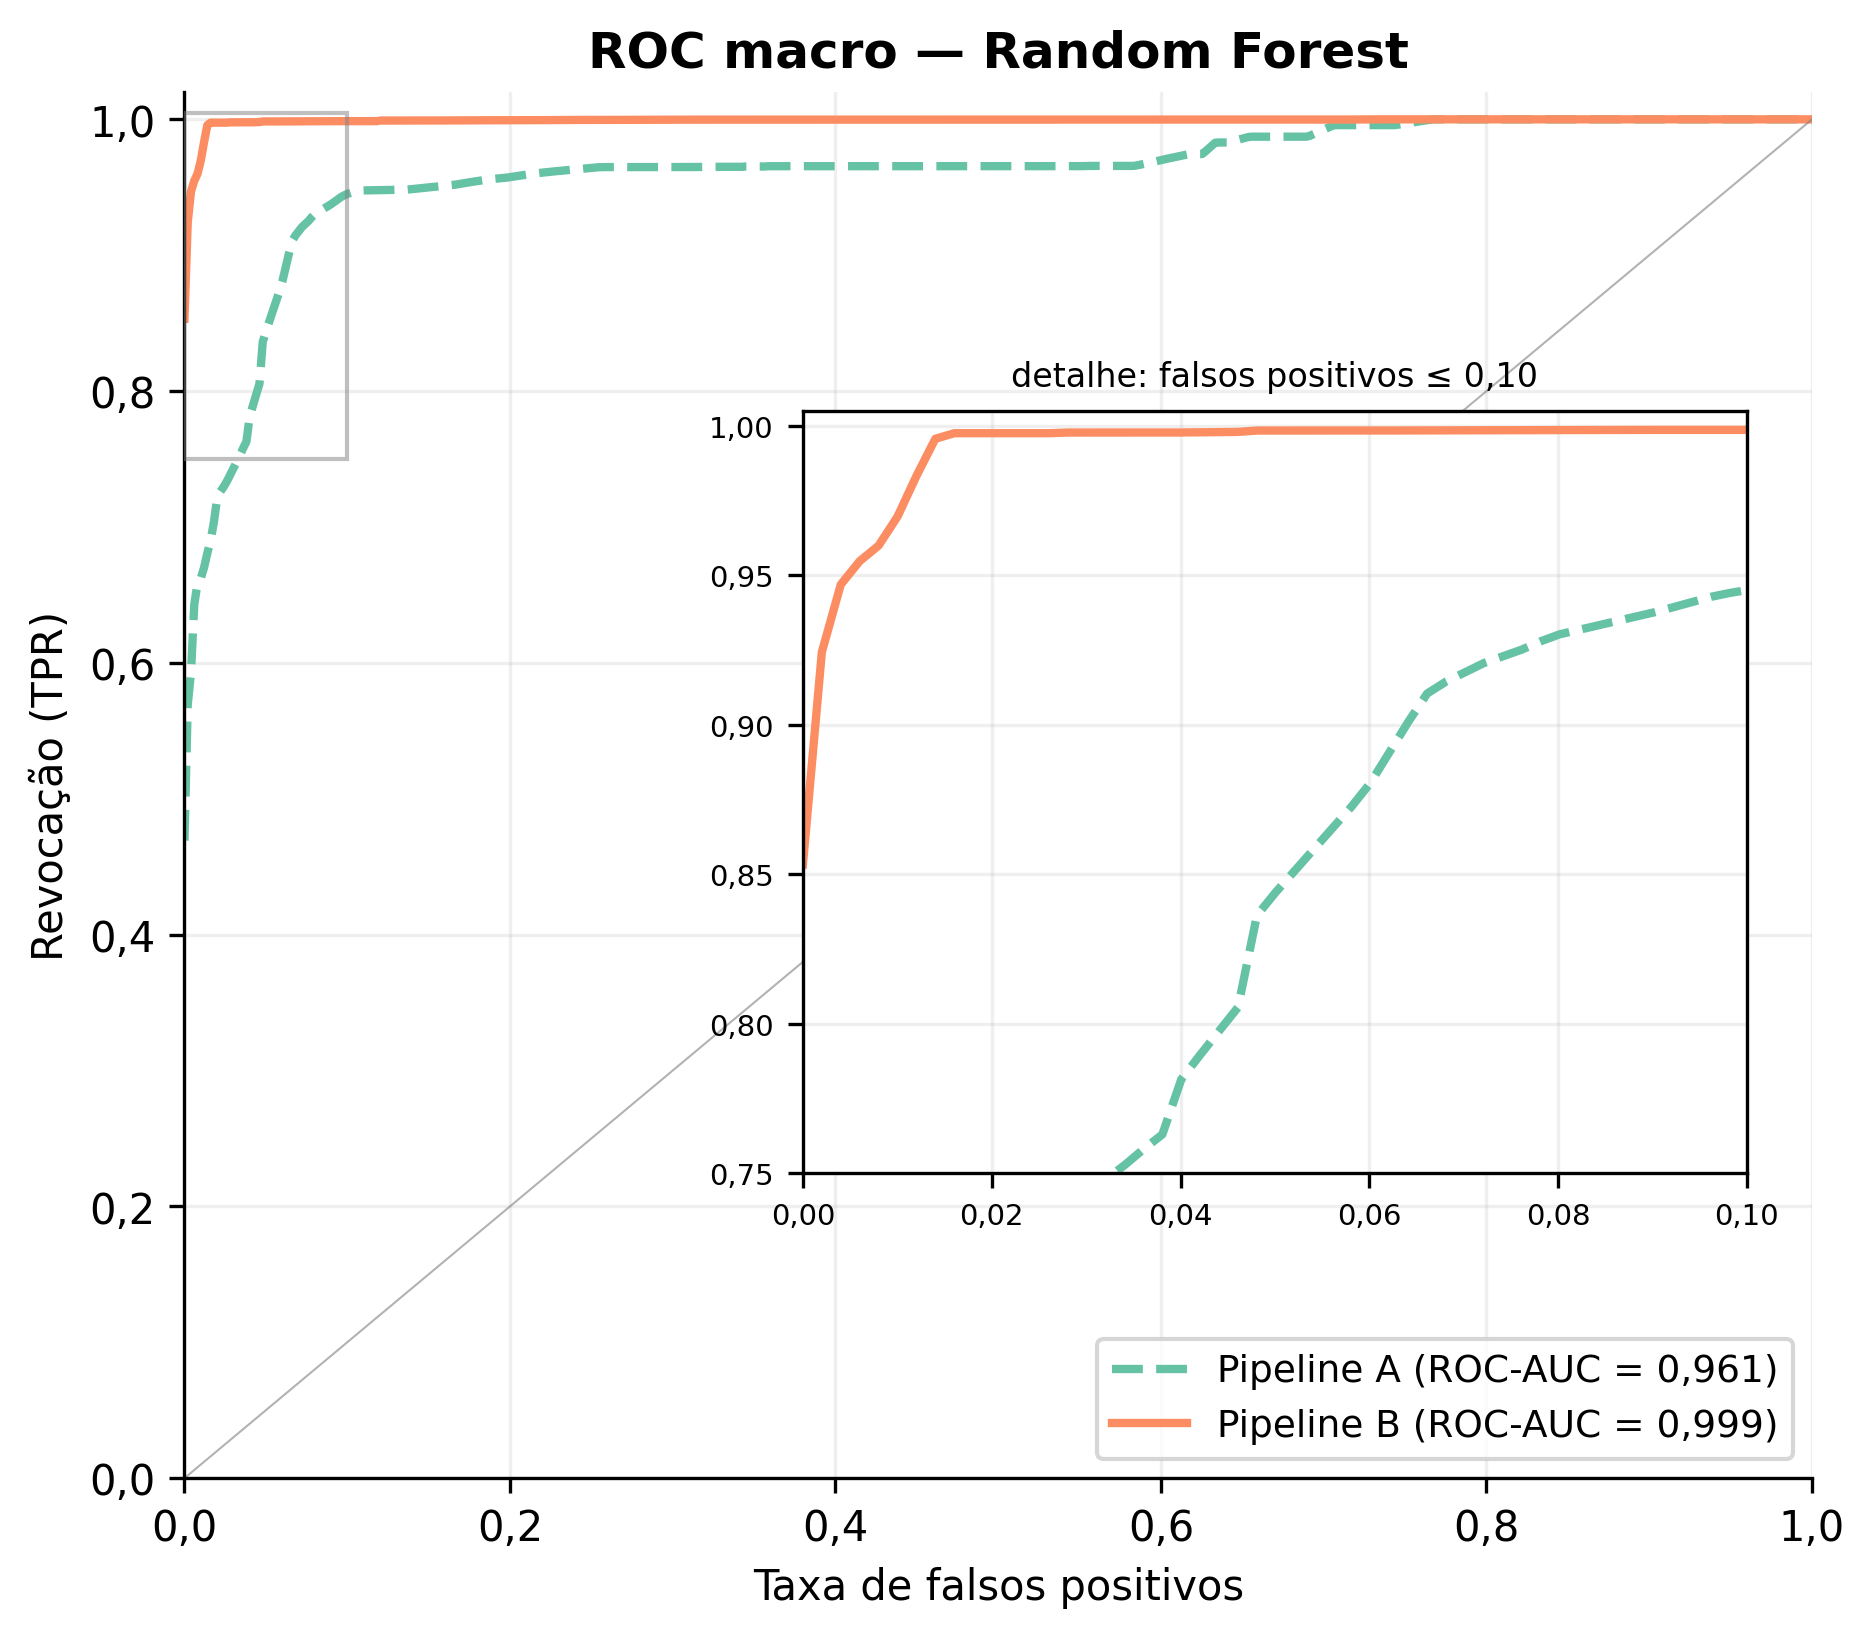 ROC macro — Random Forest
1,0
0,8
0,6
0,4
0,2
0,0
Revocação (TPR)
detalhe: falsos positivos ≤ 0,10
1,00
0,95
0,90
0,85
0,80
0,75
0,00 0,02 0,04 0,06 0,08 0,10
Pipeline A (ROC-AUC = 0,961)
Pipeline B (ROC-AUC = 0,999)
0,0 0,2 0,4 0,6 0,8 1,0
Taxa de falsos positivos